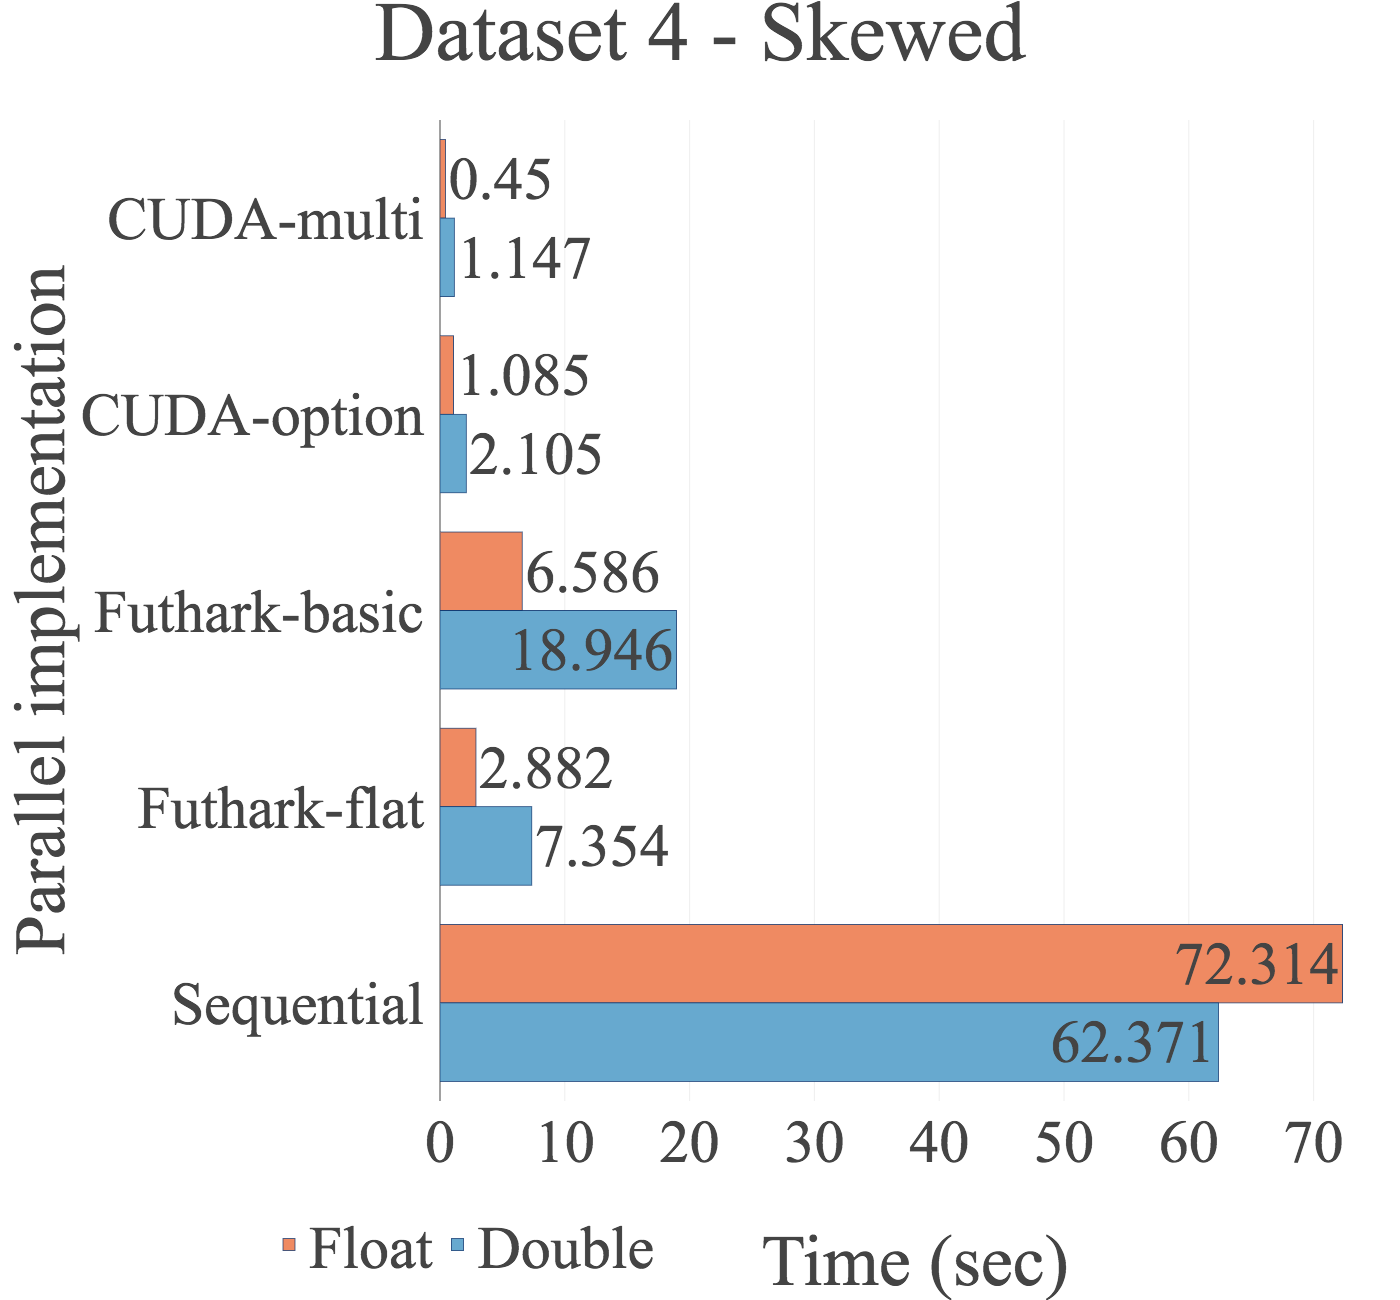 Dataset 4 - Skewed
Parallel implementation
CUDA-multi
0.45
1.147
CUDA-option
1.085
2.105
Futhark-basic
6.586
18.946
Futhark-flat
2.882
7.354
Sequential
72.314
62.371
0 10 20 30 40 50 60 70
Float Double
Time (sec)